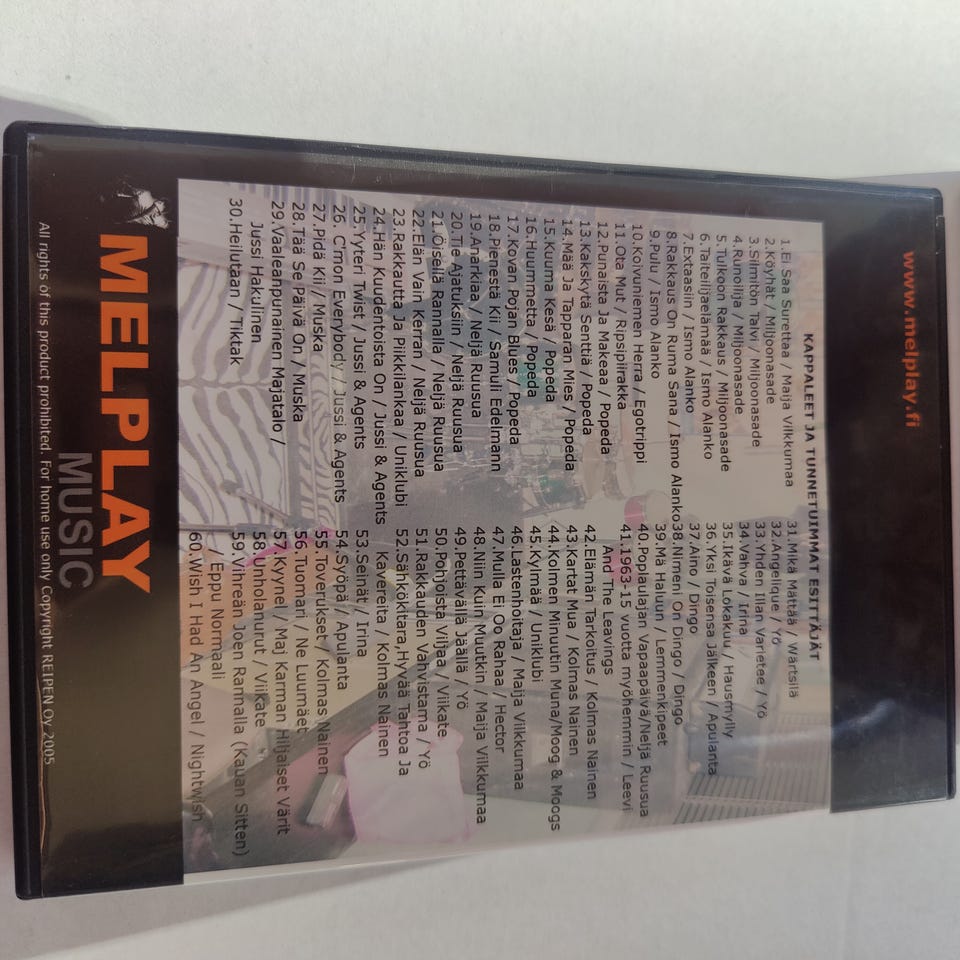 www.melplay.fi
KAPPALEET JA TUNNETUIMMAT ESITTÄJÄT
1.Ei Saa Surettaa / Maija Vilkkumaa
2.Köyhät / Miljoonasade
3.Silmitön Talvi / Miljoonasade
4.Runoilija / Miljoonasade
5.Tulkoon Rakkaus / Miljoonasade
6.Taiteilijaelämää / Ismo Alanko
7.Extaasiin / Ismo Alanko
8.Rakkaus On Ruma Sana / Ismo Alanko
9.Pulu / Ismo Alanko
10.Koivuniemen Herra / Egotrippi
11.Ota Mut / Ripsipiirakka
12.Punaista Ja Makeaa / Popeda
13.Kakskytä Senttiä / Popeda
14.Mää Ja Tapparan Mies / Popeda
15.Kuuma Kesä / Popeda
16.Huummetta / Popeda
17.Kovan Pojan Blues / Popeda
18.Pienestä Kii / Samuli Edelmann
19.Anarkiaa / Neljä Ruusua
20.Tie Ajatuksiin / Neljä Ruusua
21.Öisellä Rannalla / Neljä Ruusua
22.Elän Vain Kerran / Neljä Ruusua
23.Rakkautta Ja Piikkilankaa / Uniklubi
24.Hän Kuudentoista On / Jussi & Agents
25.Yyteri Twist / Jussi & Agents
26. C'mon Everybody / Jussi & Agents
27.Pidä Kii / Muska
28.Tää Se Päivä On / Muska
29.Vaaleanpunainen Majatalo /
Jussi Hakulinen
30.Heilutaan / Tiktak
31.Mikä Mättää / Wärtsilä
32.Angelique / Yö
33.Yhden Illan Varietee / Yö
34.Vahva / Irina
35.Ikävä Lokakuu / Hausmylly
36.Yksi Toisensa Jälkeen / Apulanta
37.Aimo / Dingo
38.Nimeni On Dingo / Dingo
39.Mä Haluun / Lermenkipeet
40.Poplaulajan Vapaapäivä/Neljä Ruusua
41.1963-15 vuotta myöhemmin / Leevi
And The Leavings
42.Elämän Tarkoitus / Kolmas Nainen
43.Kartat Mua / Kolmas Nainen
44.Kolmen Minuutin Muna/Moog & Moogs
45.Kylmää / Uniklubi
46.Lastenhoitaja / Maija Vilkkumaa
47.Mulla Ei Oo Rahaa / Hector
48.Niin Kuin Muutkin / Maija Vilkkumaa
49.Pettävällä Jäällä / Yö
50.Pohjoista Viljaa / Viikate
51.Rakkauden Vahvistama / Yö
52.Sähkökitara,Hyvää Tahtoa Ja
Kavereita / Kolmas Nainen
53.Seinät / Irina
54.Syöpä / Apulanta
55.Toverukset / Kolmas Nainen
56.Tuomari / Ne Luumäet
57.Kyynel / Maj Karman Hiljaiset Värit
58.Unholanurut / Viikate
59.Vihreän Joen Rannalla (Kauan Sitten)
/ Eppu Normaali
60.Wish I Had An Angel / Nightwish
MELPLAY
MUSIC
All rights of this product prohibited. For home use only Copyright REIPEN Oy 2005